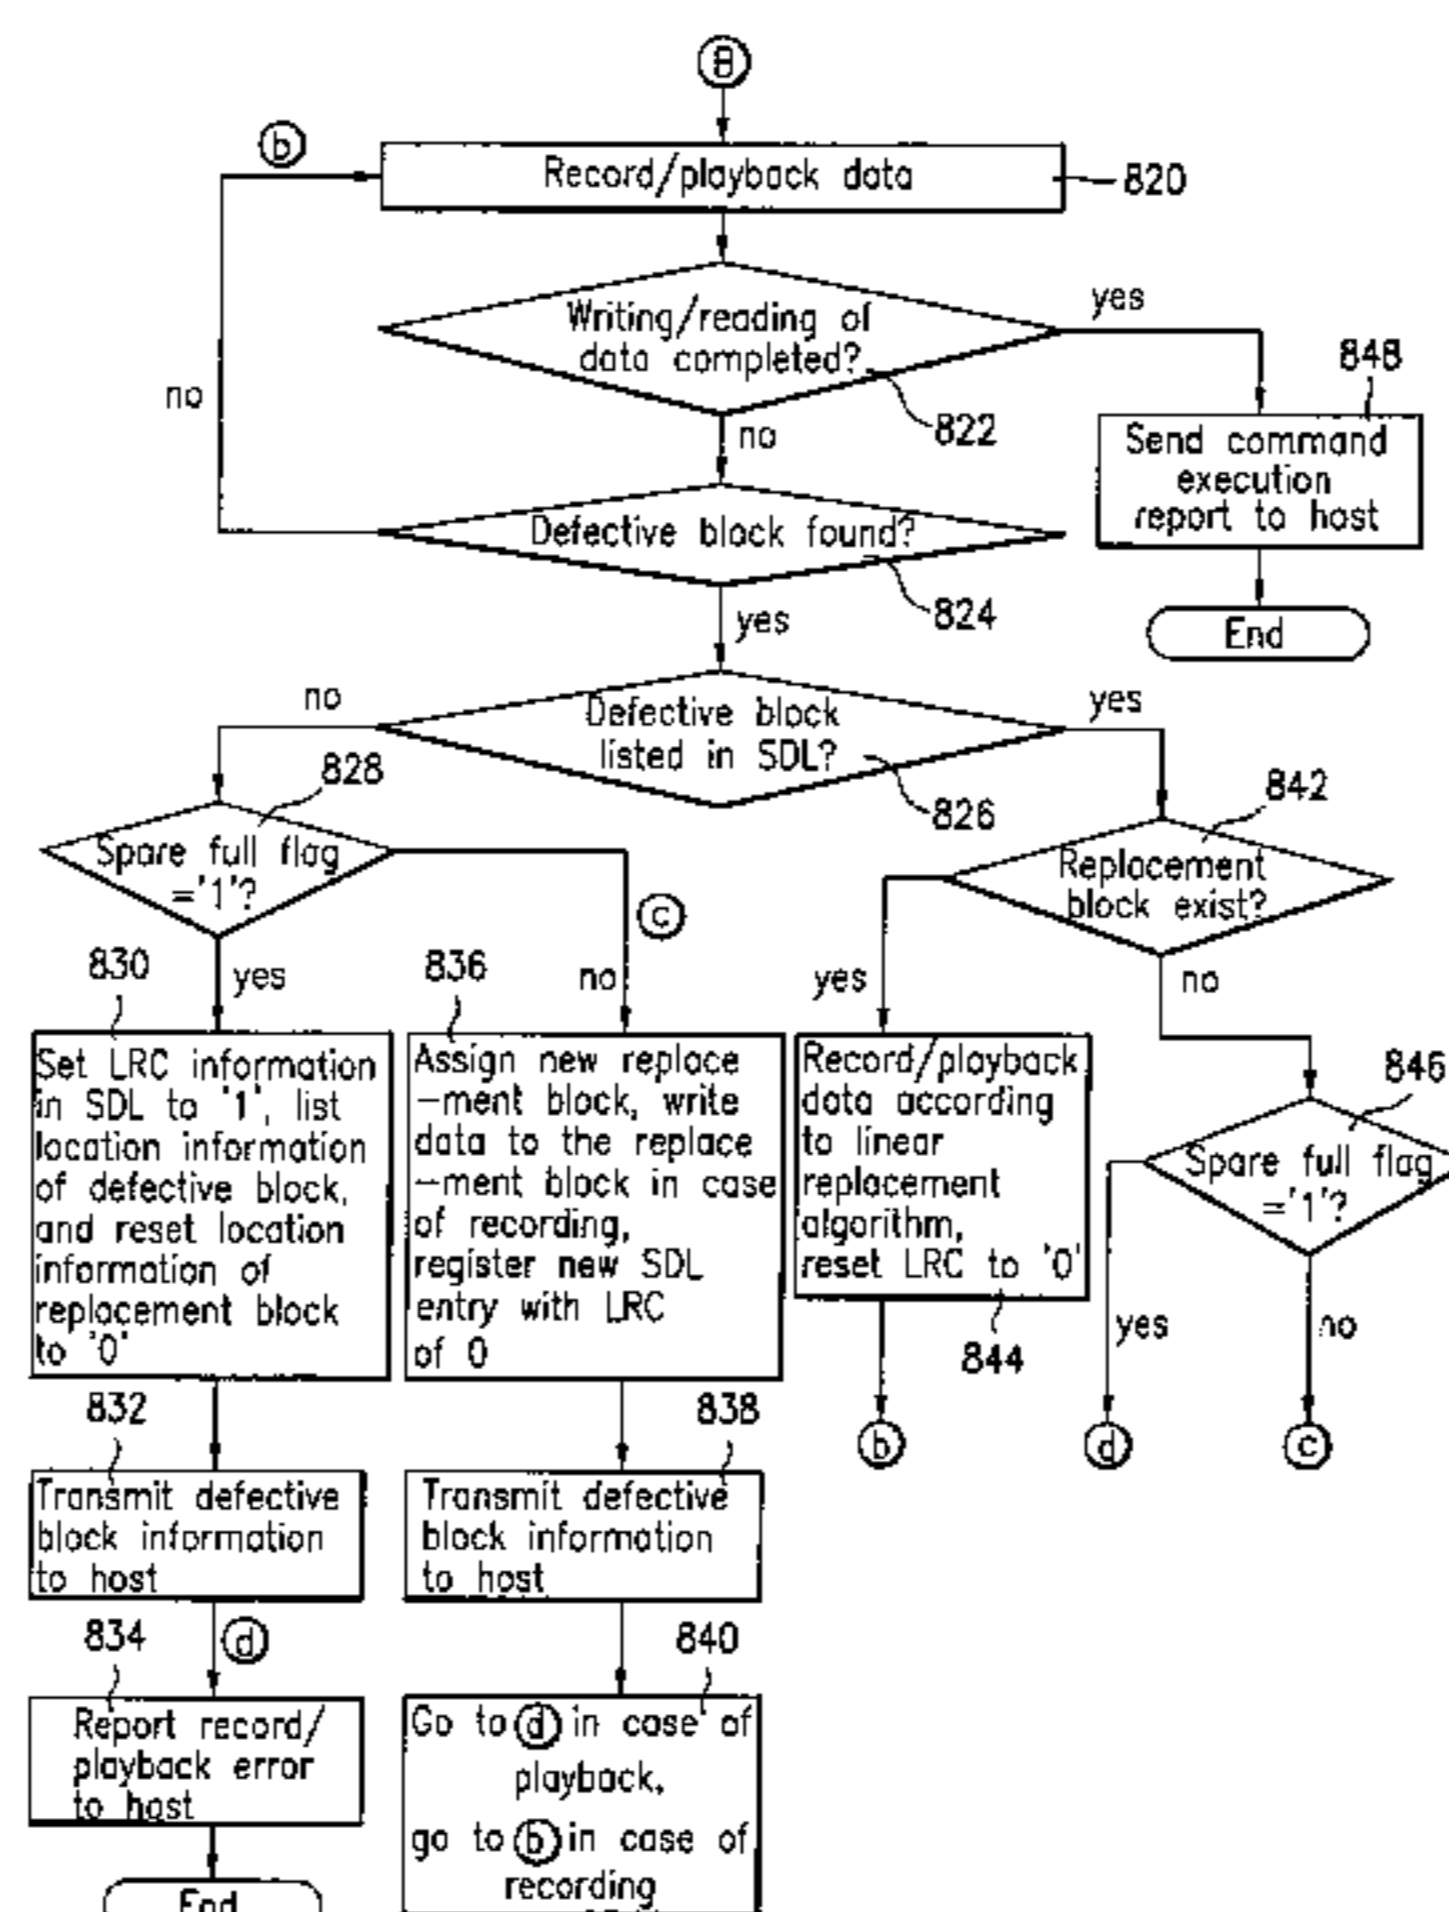 8
b
Record/playback data
820
Writing/reading of
data completed?
yes
822
848
no
no
Send command
execution
report to host
Defective block found?
824
yes
End
no
Defective block
listed in SDL?
yes
826
828
842
Spare full flag
='1'?
Replacement
block exist?
c
830
yes
836
no
yes
no
Set LRC information
in SDL to '1', list
location information
of defective block,
and reset location
information of
replacement block
to '0'
Assign new replace
-ment block, write
data to the replace
-ment block in case
of recording,
register new SDL
entry with LRC
of 0
Record/playback
data according
to linear
replacement
algorithm,
reset LRC to '0'
844
846
Spare full flag
='1'?
yes
no
b
d
c
832
838
Transmit defective
block information
to host
Transmit defective
block information
to host
834
d
840
Report record/
playback error
to host
Go to d in case of
playback,
go to b in case of
recording
End